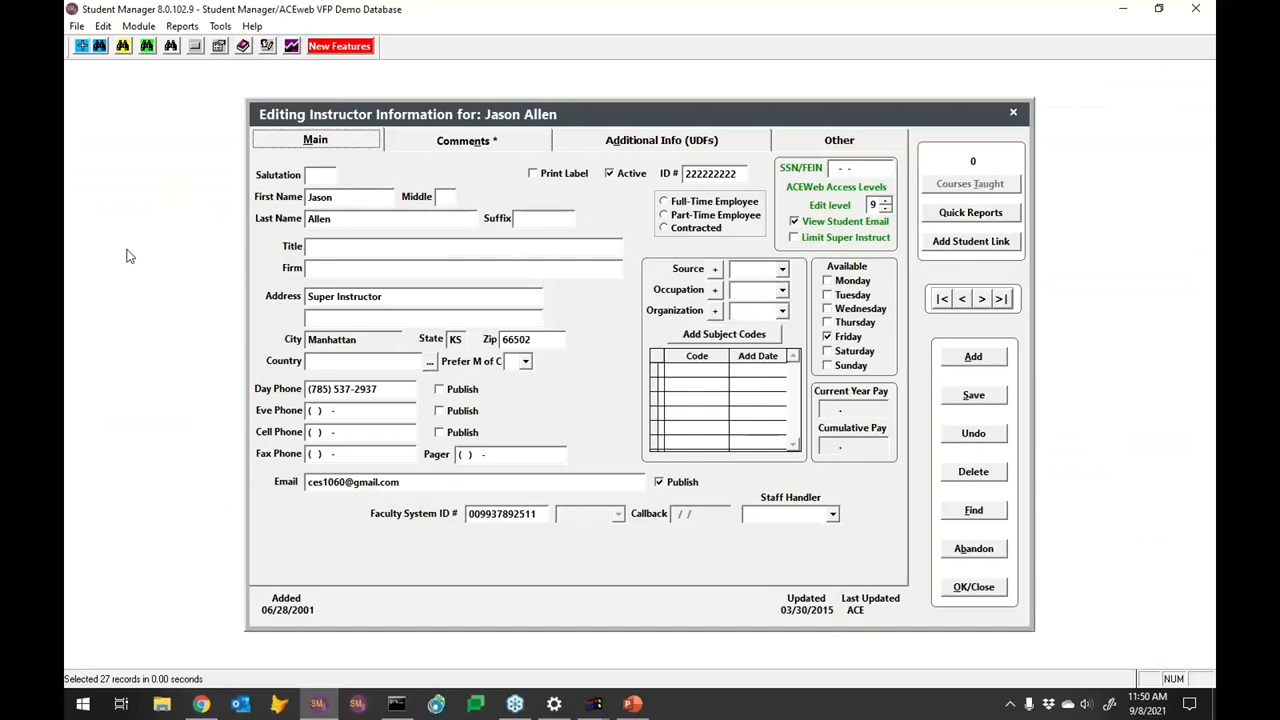 Student Manager 8.0.102.9 - Student Manager/ACEweb VFP Demo Database
File Edit Module Reports Tools Help
New Features
Editing Instructor Information for: Jason Allen
Main Comments * Additional Info (UDFs) Other
Salutation
Print Label Active ID # 222222222
First Name Jason Middle
Last Name Allen Suffix
Title
Firm
Address Super Instructor
City Manhattan State KS Zip 66502
Country ... Prefer M of C
Day Phone (785) 537-2937 Publish
Eve Phone ( ) - Publish
Cell Phone ( ) - Publish
Fax Phone ( ) - Pager ( ) -
Email ces1060@gmail.com Publish
Faculty System ID # 009937892511 Callback / /
Staff Handler
Full-Time Employee
Part-Time Employee
Contracted
SSN/FEIN - -
ACEWeb Access Levels
Edit level 9
View Student Email
Limit Super Instruct
Source +
Occupation +
Organization +
Add Subject Codes
Code Add Date
Available
Monday
Tuesday
Wednesday
Thursday
Friday
Saturday
Sunday
Current Year Pay
.
Cumulative Pay
.
Added
06/28/2001
Updated Last Updated
03/30/2015 ACE
0
Courses Taught
Quick Reports
Add Student Link
|< < > >|
Add
Save
Undo
Delete
Find
Abandon
OK/Close
Selected 27 records in 0.00 seconds
NUM
11:50 AM
9/8/2021